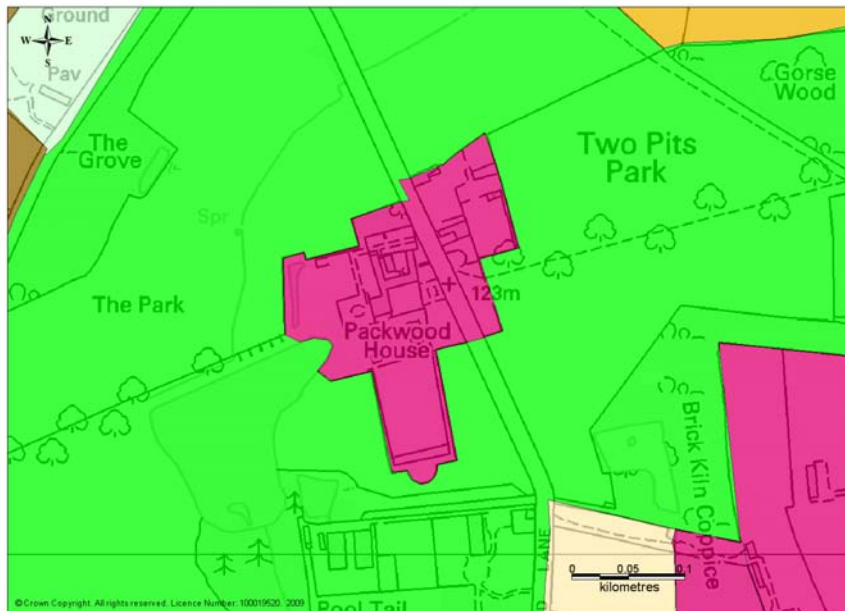 Ground
N
W E
S
Pav
Gorse
Wood
The
Grove
Two Pits
Park
Spr
The Park
123m
Packwood
House
Brick Kiln Coppice
LANE
0 0.05 0.1
kilometres
Pool Tail
©Crown Copyright. All rights reserved. Licence Number: 100019520. 2009